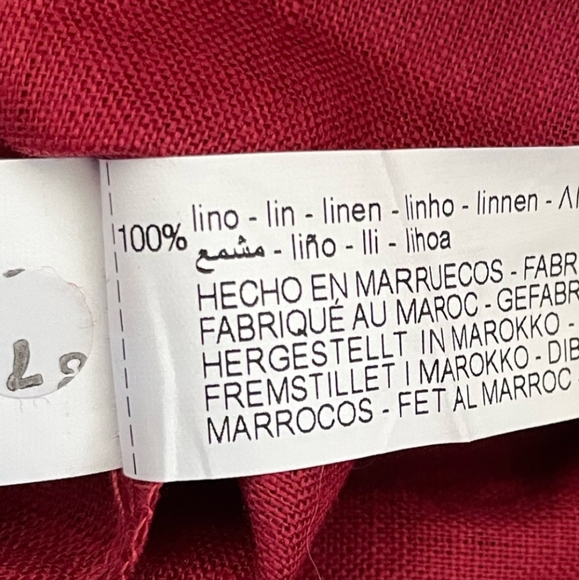 100% lino - lin - linen - linho - linnen -
مشمع - liño - lli - lihoa
HECHO EN MARRUECOS - FABR
FABRIQUÉ AU MAROC - GEFABR
HERGESTELLT IN MAROKKO -
FREMSTILLET I MAROKKO - DIB
MARROCOS - FET AL MARROC